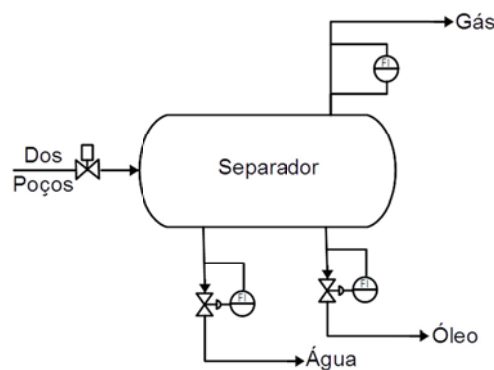 Gás
FI
Dos
Poços
Separador
FI
FI
Óleo
Água